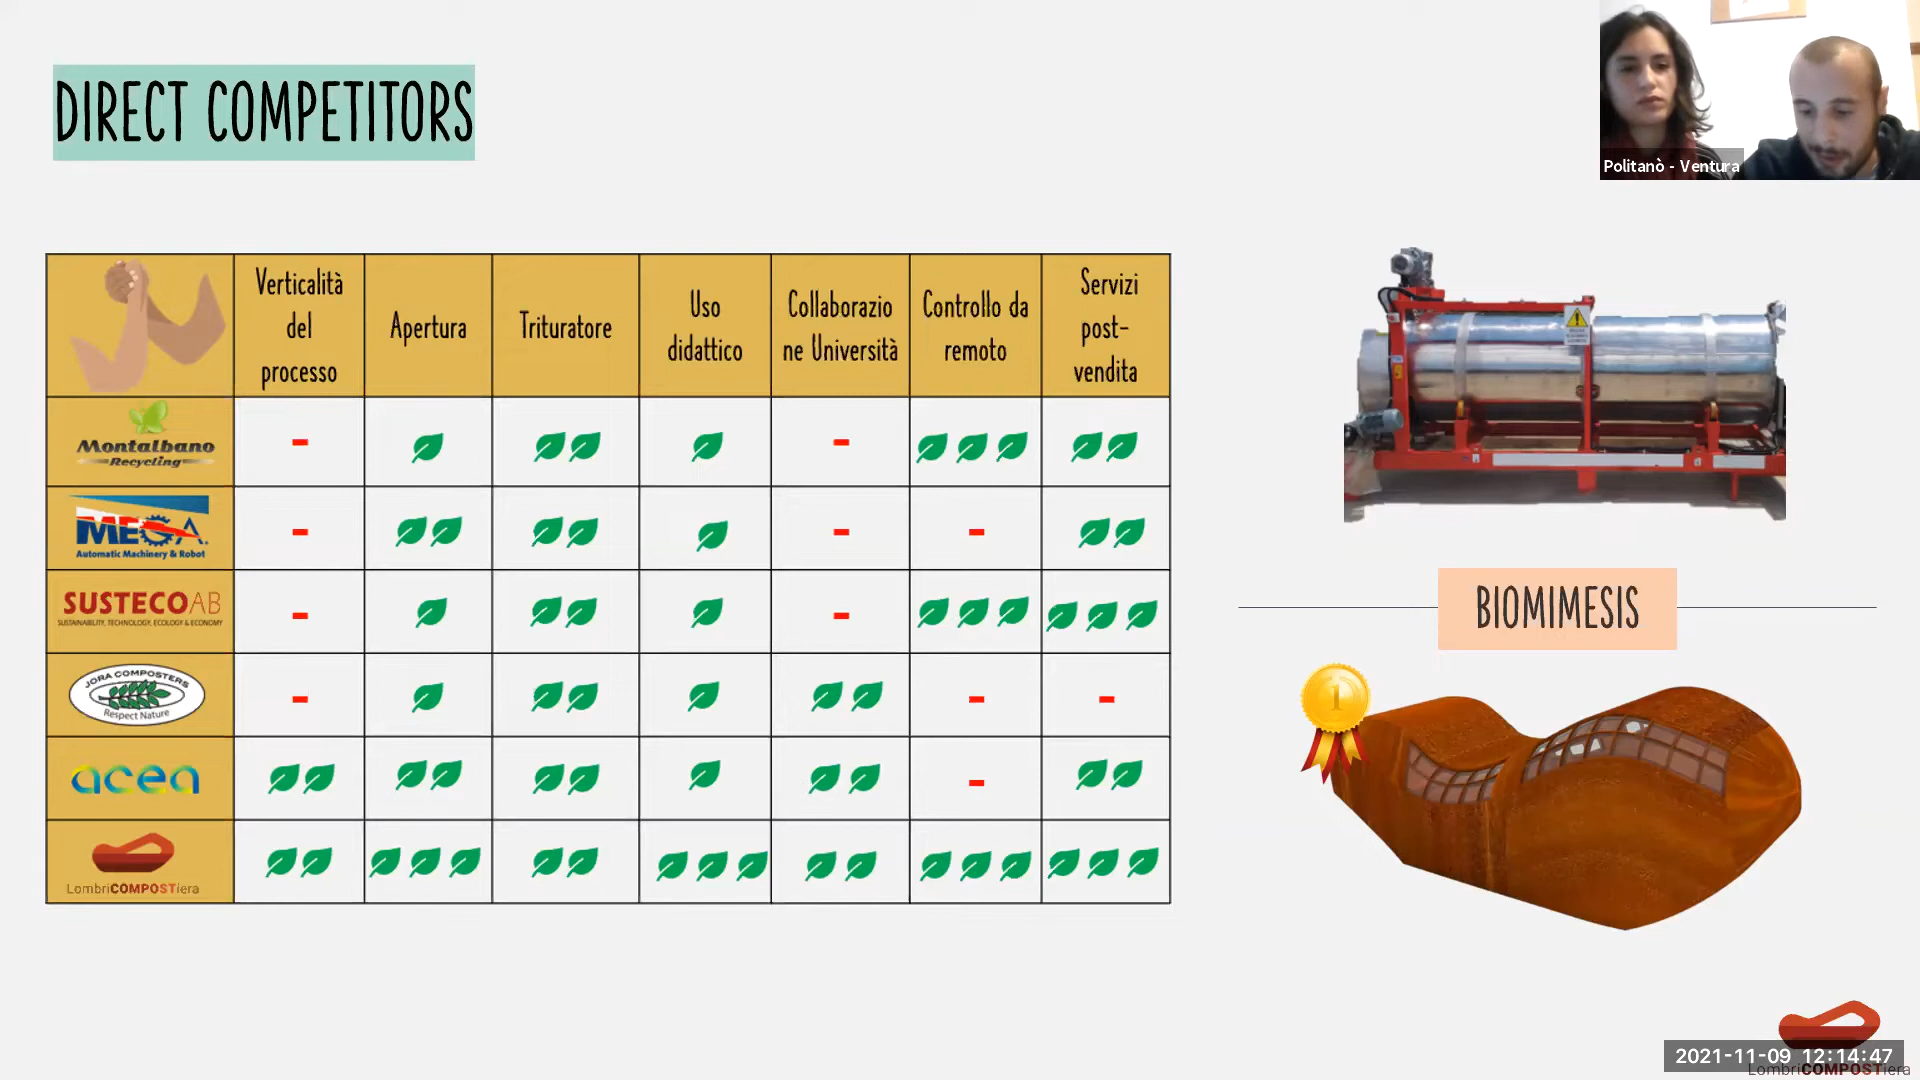 DIRECT COMPETITORS
Politanò - Ventura
Verticalità
del
processo
Apertura
Trituratore
Uso
didattico
Collaborazio
ne Università
Controllo da
remoto
Servizi
post-
vendita
Montalbano
Recycling
- - 
MEGA.
Automatic Machinery & Robot
- - -
SUSTECOAB
SUSTAINABILITY, TECHNOLOGY, ECOLOGY & ECONOMY
- -
JORA COMPOSTERS
Respect Nature
- - -
acea
-
LombriCOMPOSTiera
BIOMIMESIS
1
2021-11-09 12:14:47
LombriCOMPOSTiera